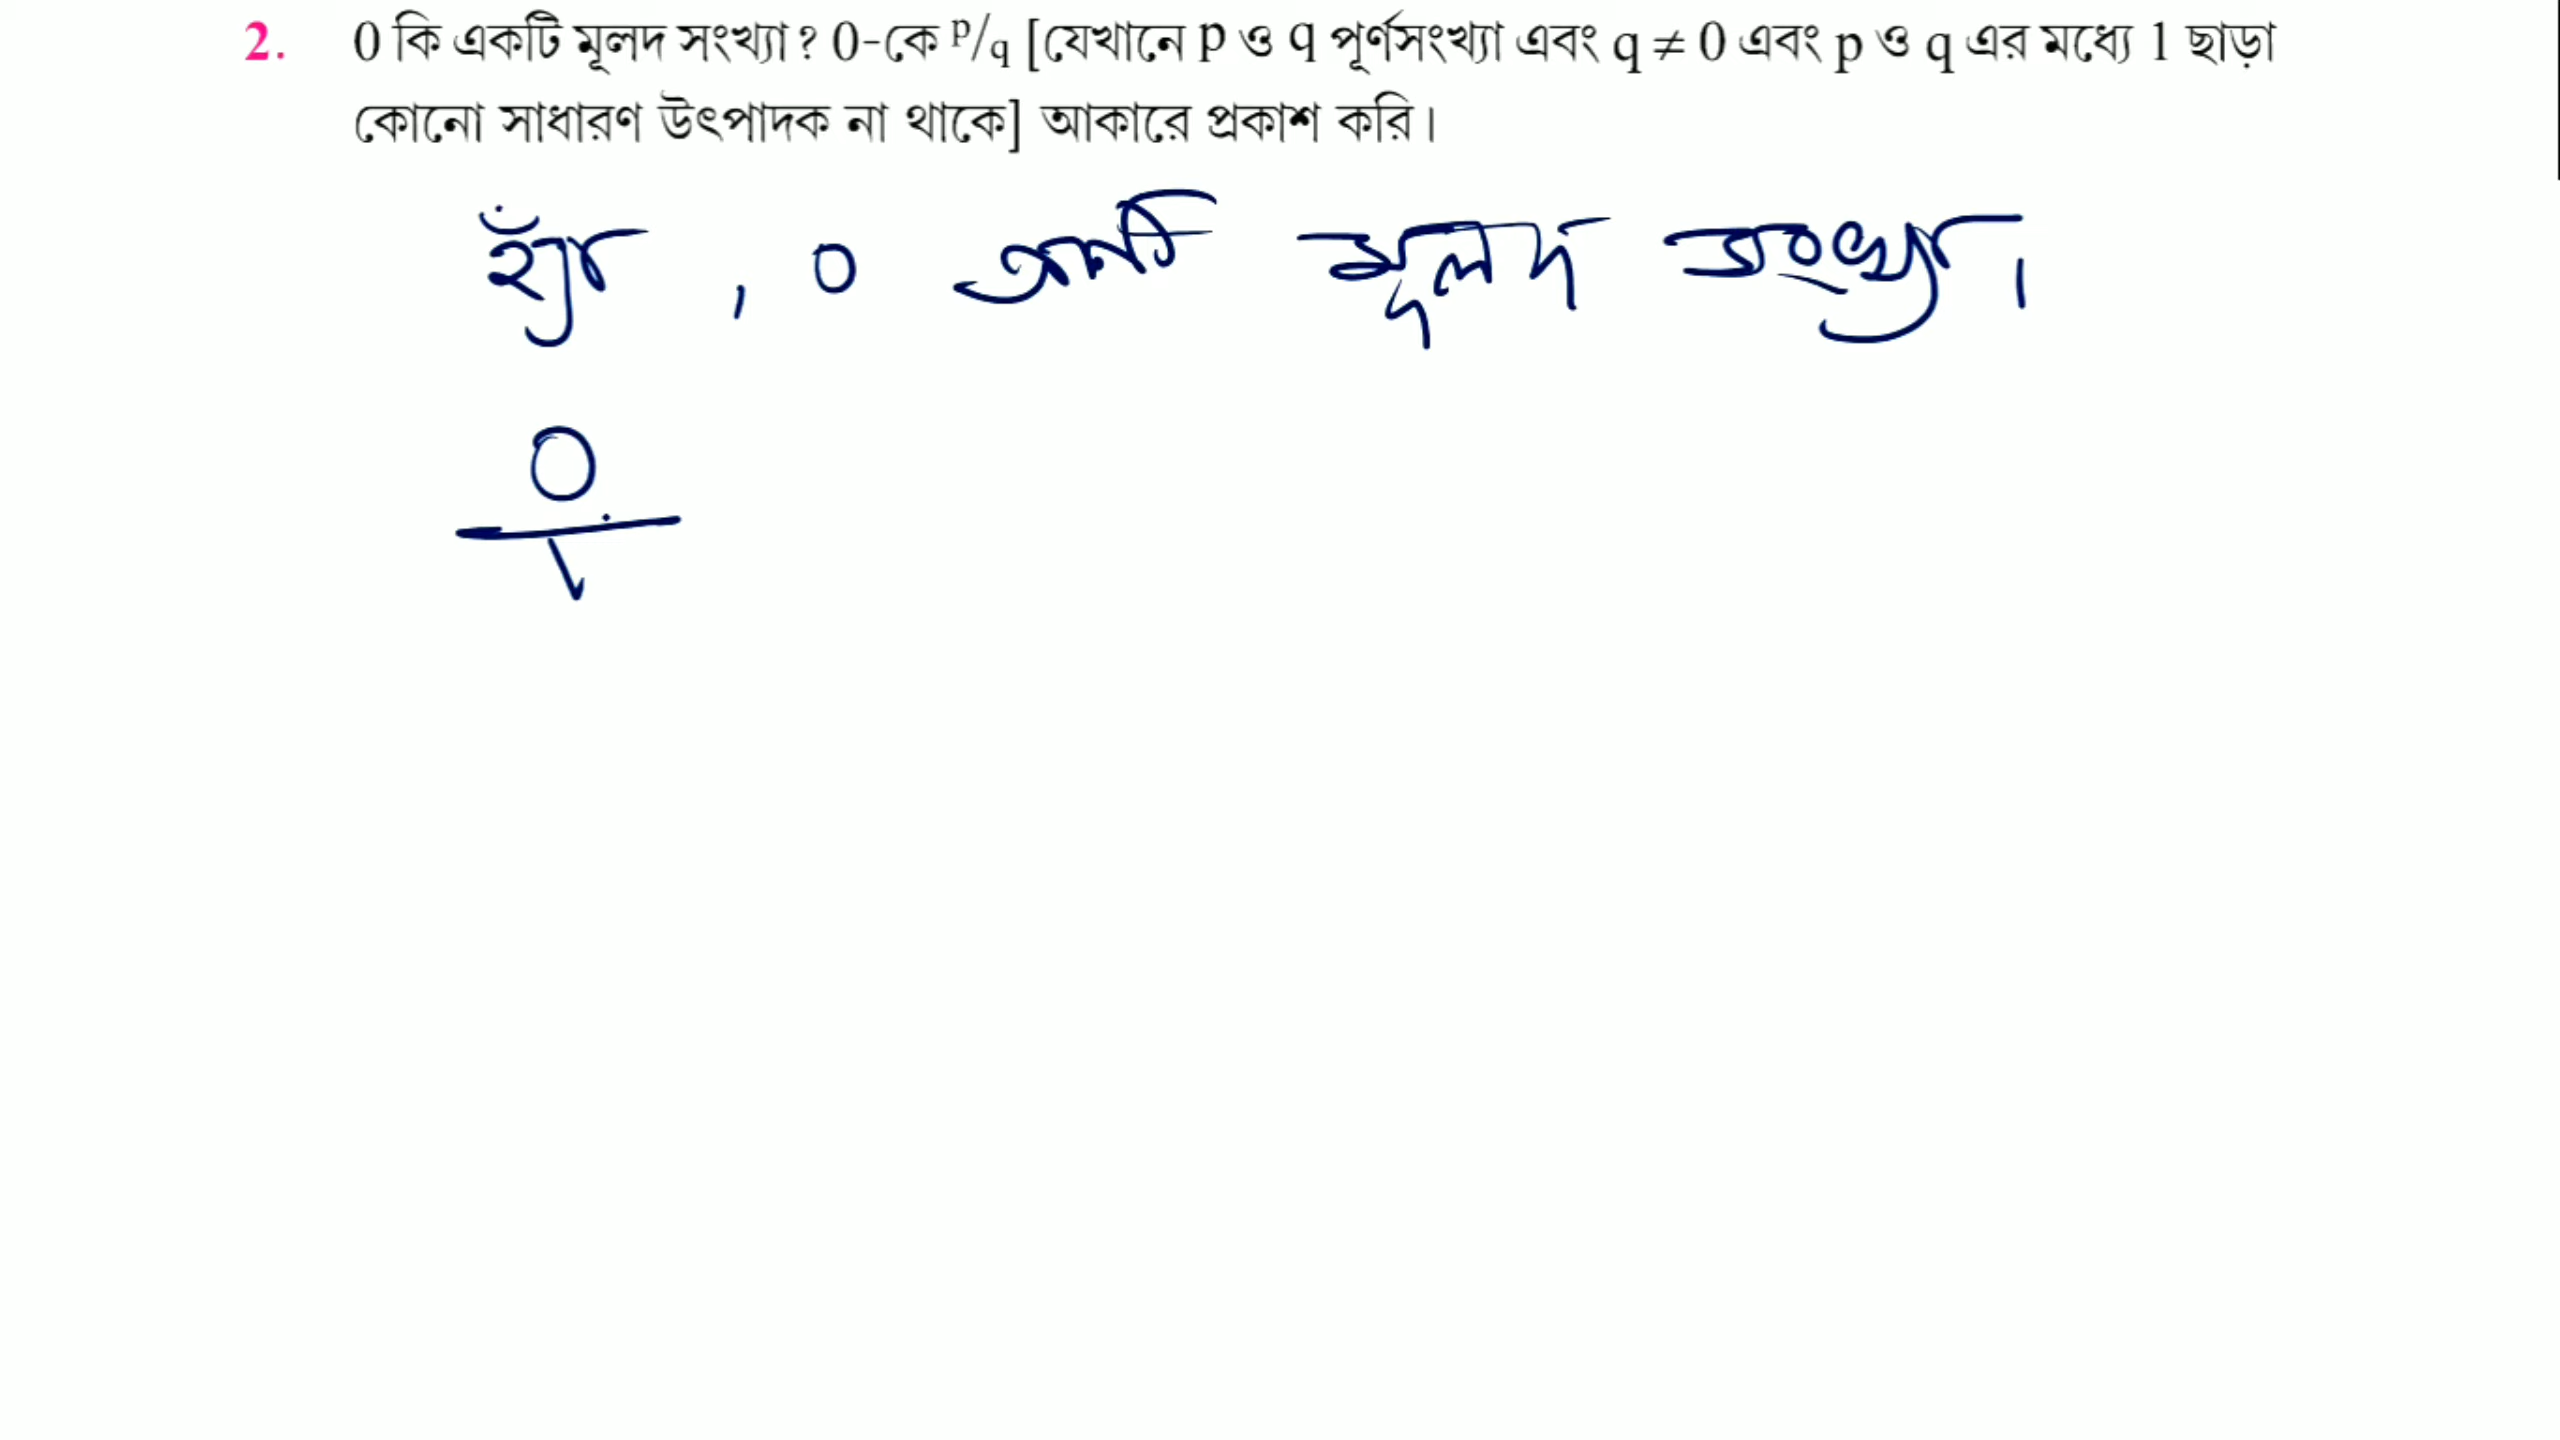 2. 0 কি একটি মূলদ সংখ্যা? 0-কে p/q [যেখানে p ও q পূর্ণসংখ্যা এবং q ≠ 0 এবং p ও q এর মধ্যে 1 ছাড়া
কোনো সাধারণ উৎপাদক না থাকে] আকারে প্রকাশ করি।
হ্যাঁ, 0 একটি মূলদ সংখ্যা।
0